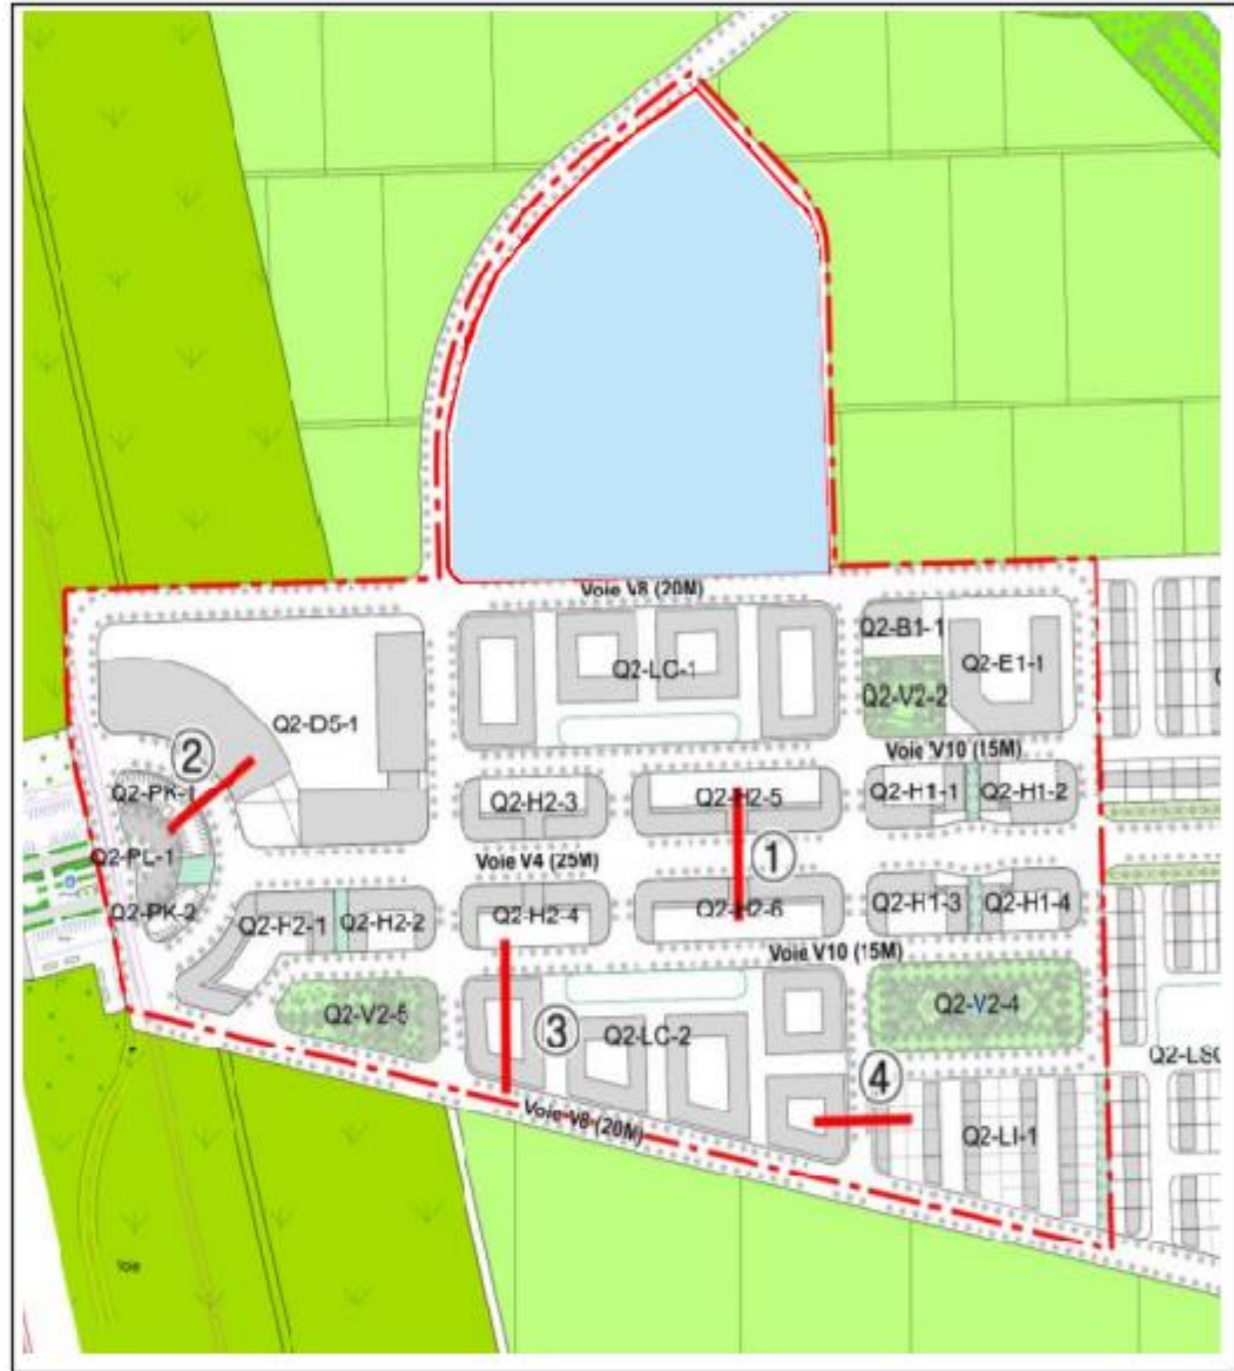 Voie V8 (20M)
Q2-B1-1
Q2-E1-1
Q2-LC-1
Q2-V2-2
Q2-D5-1
②
Voie V10 (15M)
Q2-PK-1
Q2-H2-3
Q2-H2-5
Q2-H1-1
Q2-H1-2
Q2-PL-1
Voie V4 (25M)
①
Q2-PK-2
Q2-H2-1
Q2-H2-2
Q2-H2-4
Q2-H2-6
Q2-H1-3
Q2-H1-4
Voie V10 (15M)
Q2-V2-5
Q2-V2-4
③
Q2-LC-2
Q2-LS
④
Voie V8 (20M)
Q2-LI-1